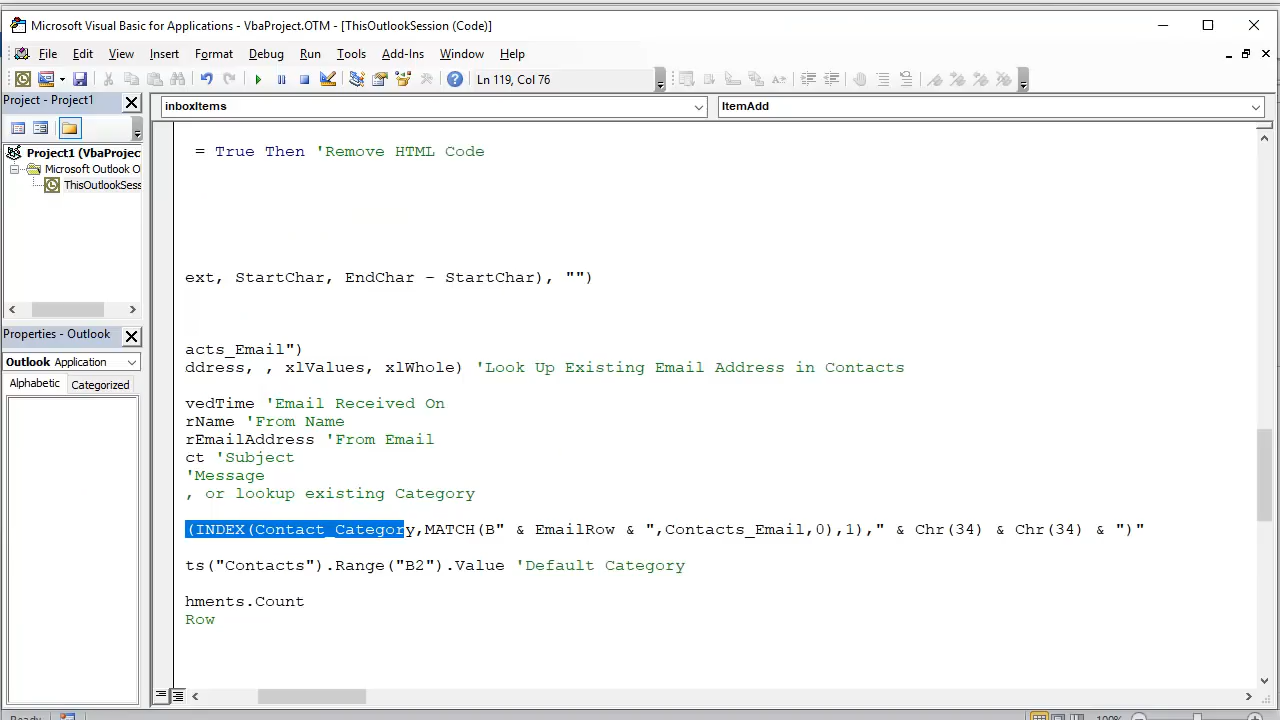 Microsoft Visual Basic for Applications - VbaProject.OTM - [ThisOutlookSession (Code)]
File Edit View Insert Format Debug Run Tools Add-Ins Window Help
Ln 119, Col 76
Project - Project1
inboxItems
ItemAdd
Project1 (VbaProjec
Microsoft Outlook O
ThisOutlookSess
= True Then 'Remove HTML Code
ext, StartChar, EndChar - StartChar), "")
acts_Email")
ddress, , xlValues, xlWhole) 'Look Up Existing Email Address in Contacts
vedTime 'Email Received On
rName 'From Name
rEmailAddress 'From Email
ct 'Subject
'Message
, or lookup existing Category
(INDEX(Contact_Category,MATCH(B" & EmailRow & ",Contacts_Email,0),1)," & Chr(34) & Chr(34) & ")"
ts("Contacts").Range("B2").Value 'Default Category
hments.Count
Row
Properties - Outlook
Outlook Application
Alphabetic Categorized
Ready
100%